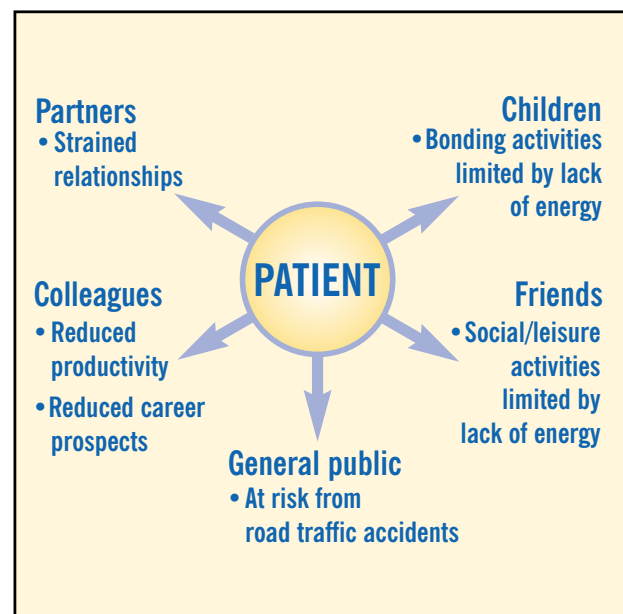 Partners
• Strained
relationships
Children
• Bonding activities
limited by lack
of energy
PATIENT
Colleagues
• Reduced
productivity
• Reduced career
prospects
Friends
• Social/leisure
activities
limited by
lack of energy
General public
• At risk from
road traffic accidents